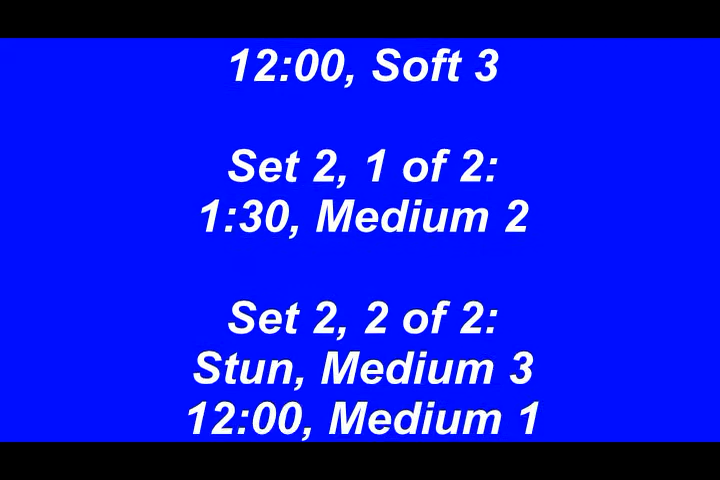 12:00, Soft 3
Set 2, 1 of 2:
1:30, Medium 2
Set 2, 2 of 2:
Stun, Medium 3
12:00, Medium 1